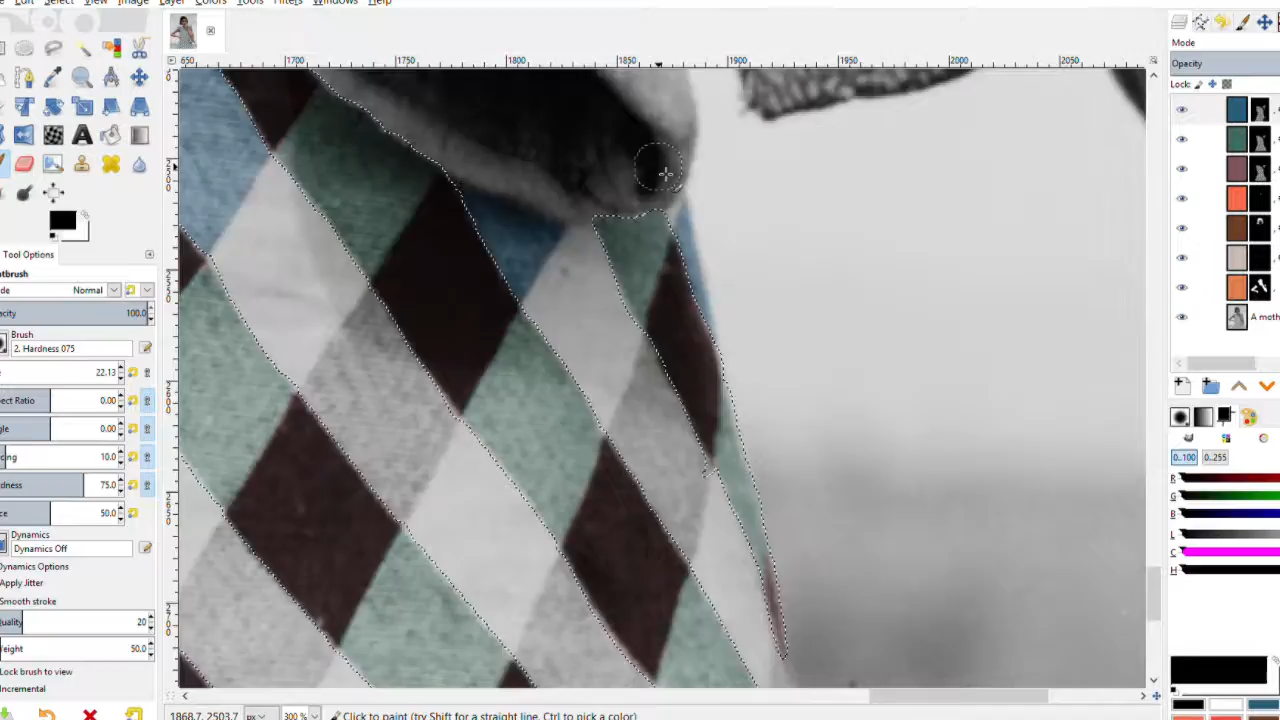 Edit Select View Image Layer Colors Tools Filters Windows Help
Mode
Opacity
Lock:
650 1700 1750 1800 1850 1900 1950 2000 2050
Tool Options
Normal
100.0
Brush
2. Hardness 075
22.13
0.00
0.00
10.0
75.0
50.0
Dynamics
Dynamics Off
Dynamics Options
Apply Jitter
Smooth stroke
Quality 20
Weight 50.0
Lock brush to view
Incremental
A moth
0..100 0..255
R
G
B
L
C
H
1868.7, 2503.7 px 300 % Click to paint (try Shift for straight line, Ctrl to pick a color)